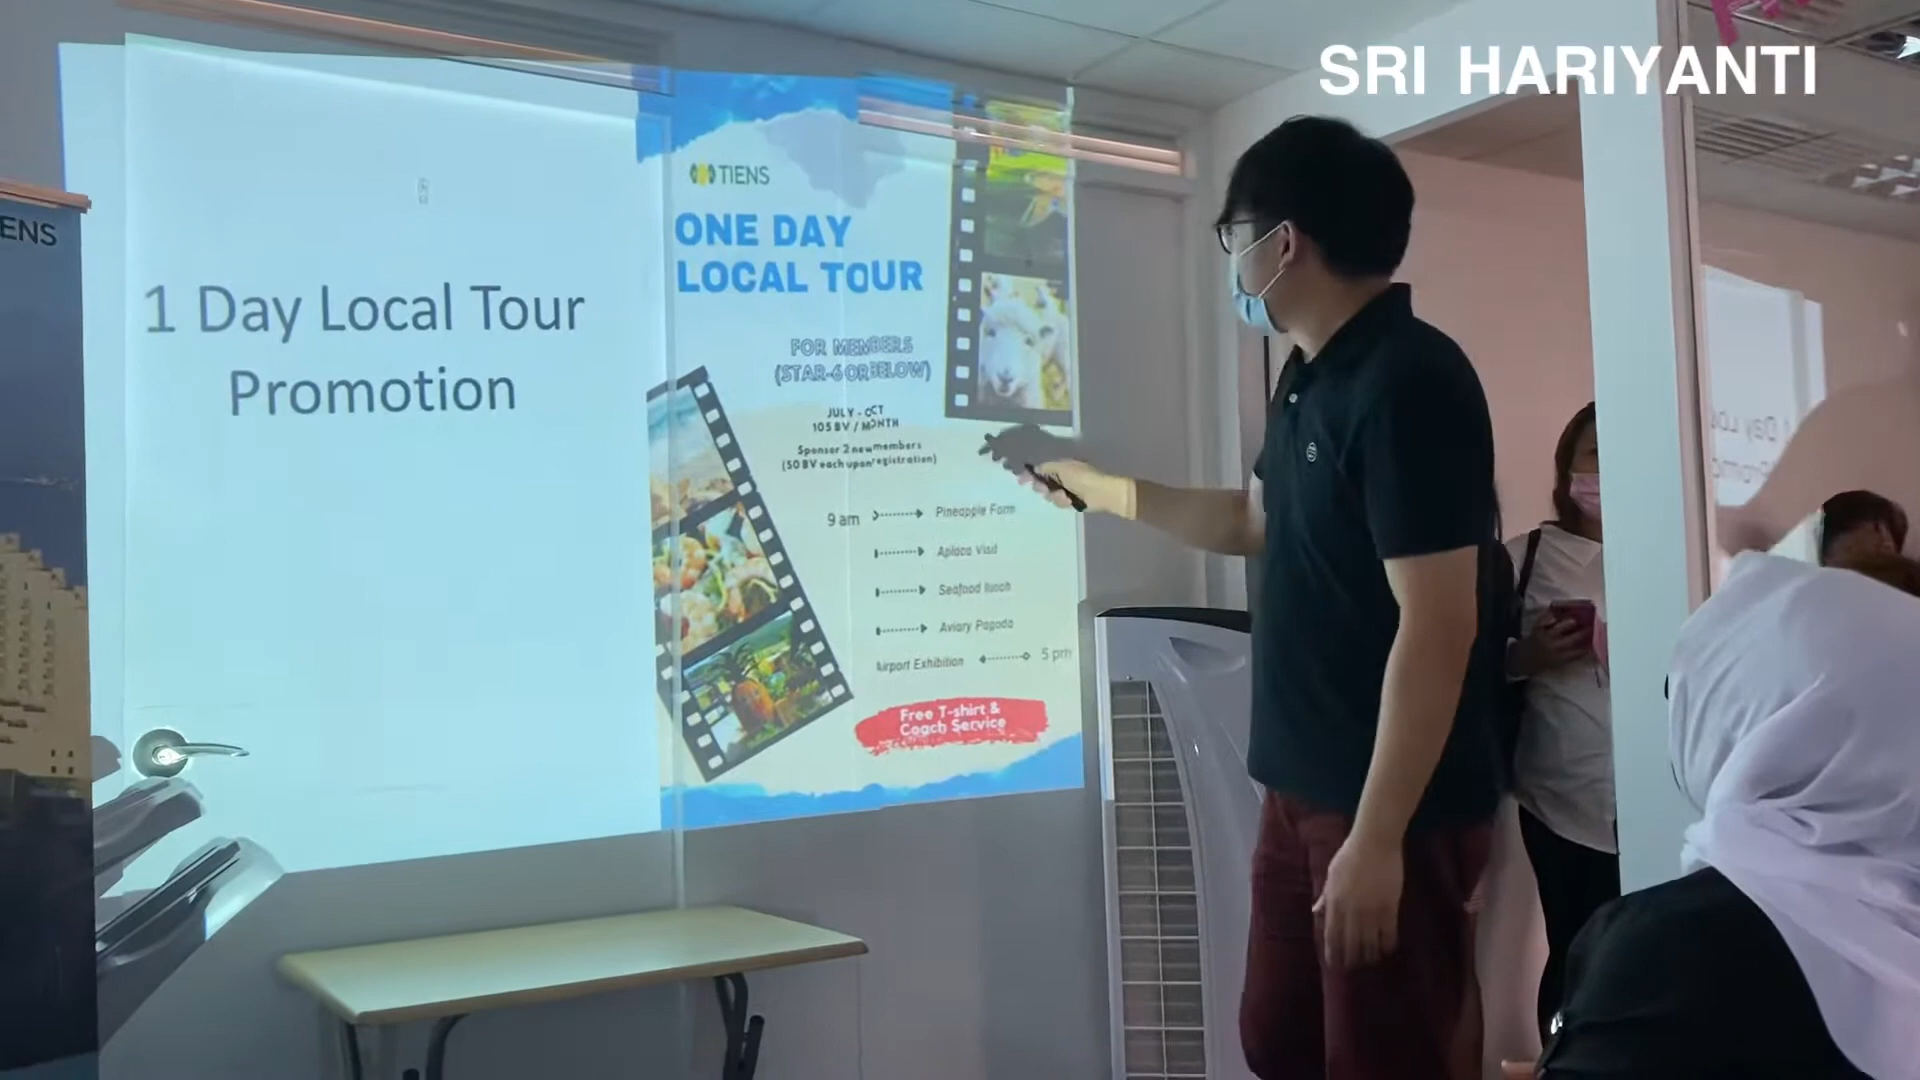 SRI HARIYANTI
ENS
1 Day Local Tour
Promotion
TIENS
ONE DAY
LOCAL TOUR
FOR MEMBERS
(STAR-6 OR BELOW)
JULY - OCT
105 BV / MONTH
Sponsor 2 new members
(50 BV each upon registration)
9 am
Pineapple Farm
Aplaca Visit
Seafood lunch
Aviary Pagoda
Airport Exhibition
5 pm
Free T-shirt &
Coach Service